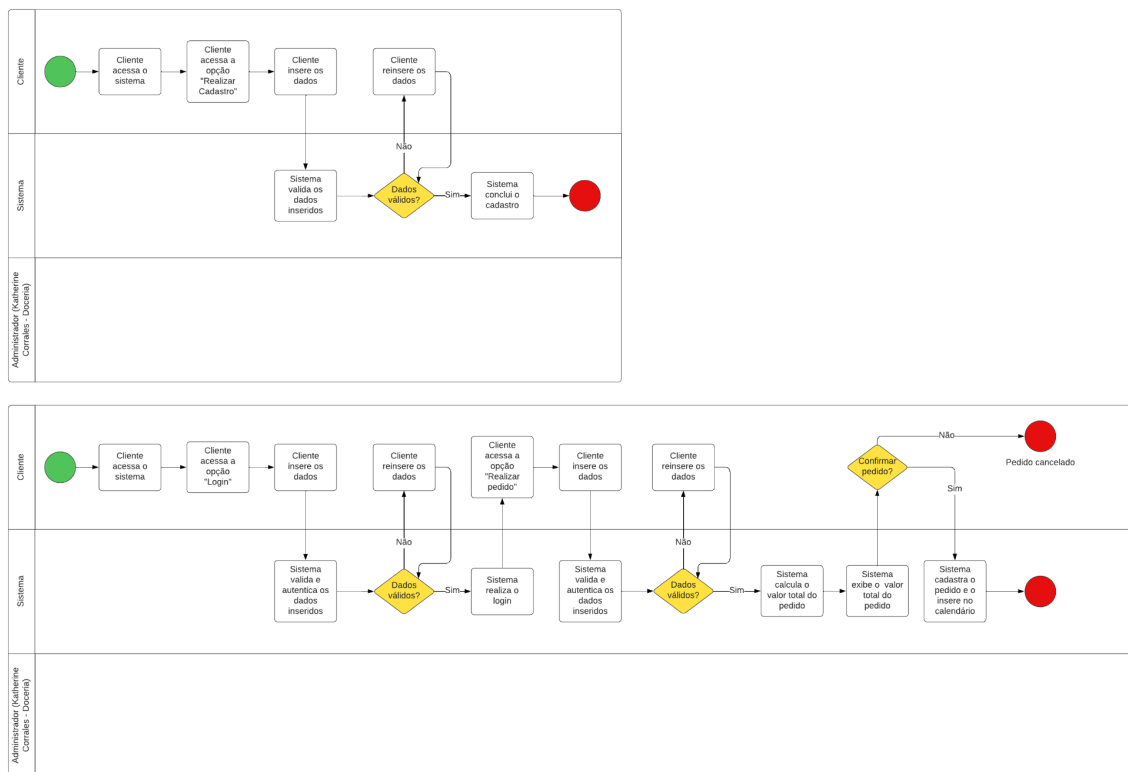 Cliente
Cliente
acessa o
sistema
Cliente
acessa a
opção
"Realizar
Cadastro"
Cliente
insere os
dados
Cliente
reinsere os
dados
Não
Sistema
Sistema
valida os
dados
inseridos
Dados
válidos?
Sim
Sistema
conclui o
cadastro
Administrador (Katherine
Corrales - Doceria)
Cliente
Cliente
acessa o
sistema
Cliente
acessa a
opção
"Login"
Cliente
insere os
dados
Cliente
reinsere os
dados
Cliente
acessa a
opção
"Realizar
pedido"
Cliente
insere os
dados
Cliente
reinsere os
dados
Confirmar
pedido?
Não
Pedido cancelado
Sim
Não
Não
Sistema
Sistema
valida e
autentica os
dados
inseridos
Dados
válidos?
Sim
Sistema
realiza o
login
Sistema
valida e
autentica os
dados
inseridos
Dados
válidos?
Sim
Sistema
calcula o
valor total do
pedido
Sistema
exibe o valor
total do
pedido
Sistema
cadastra o
pedido e o
insere no
calendário
Administrador (Katherine
Corrales - Doceria)